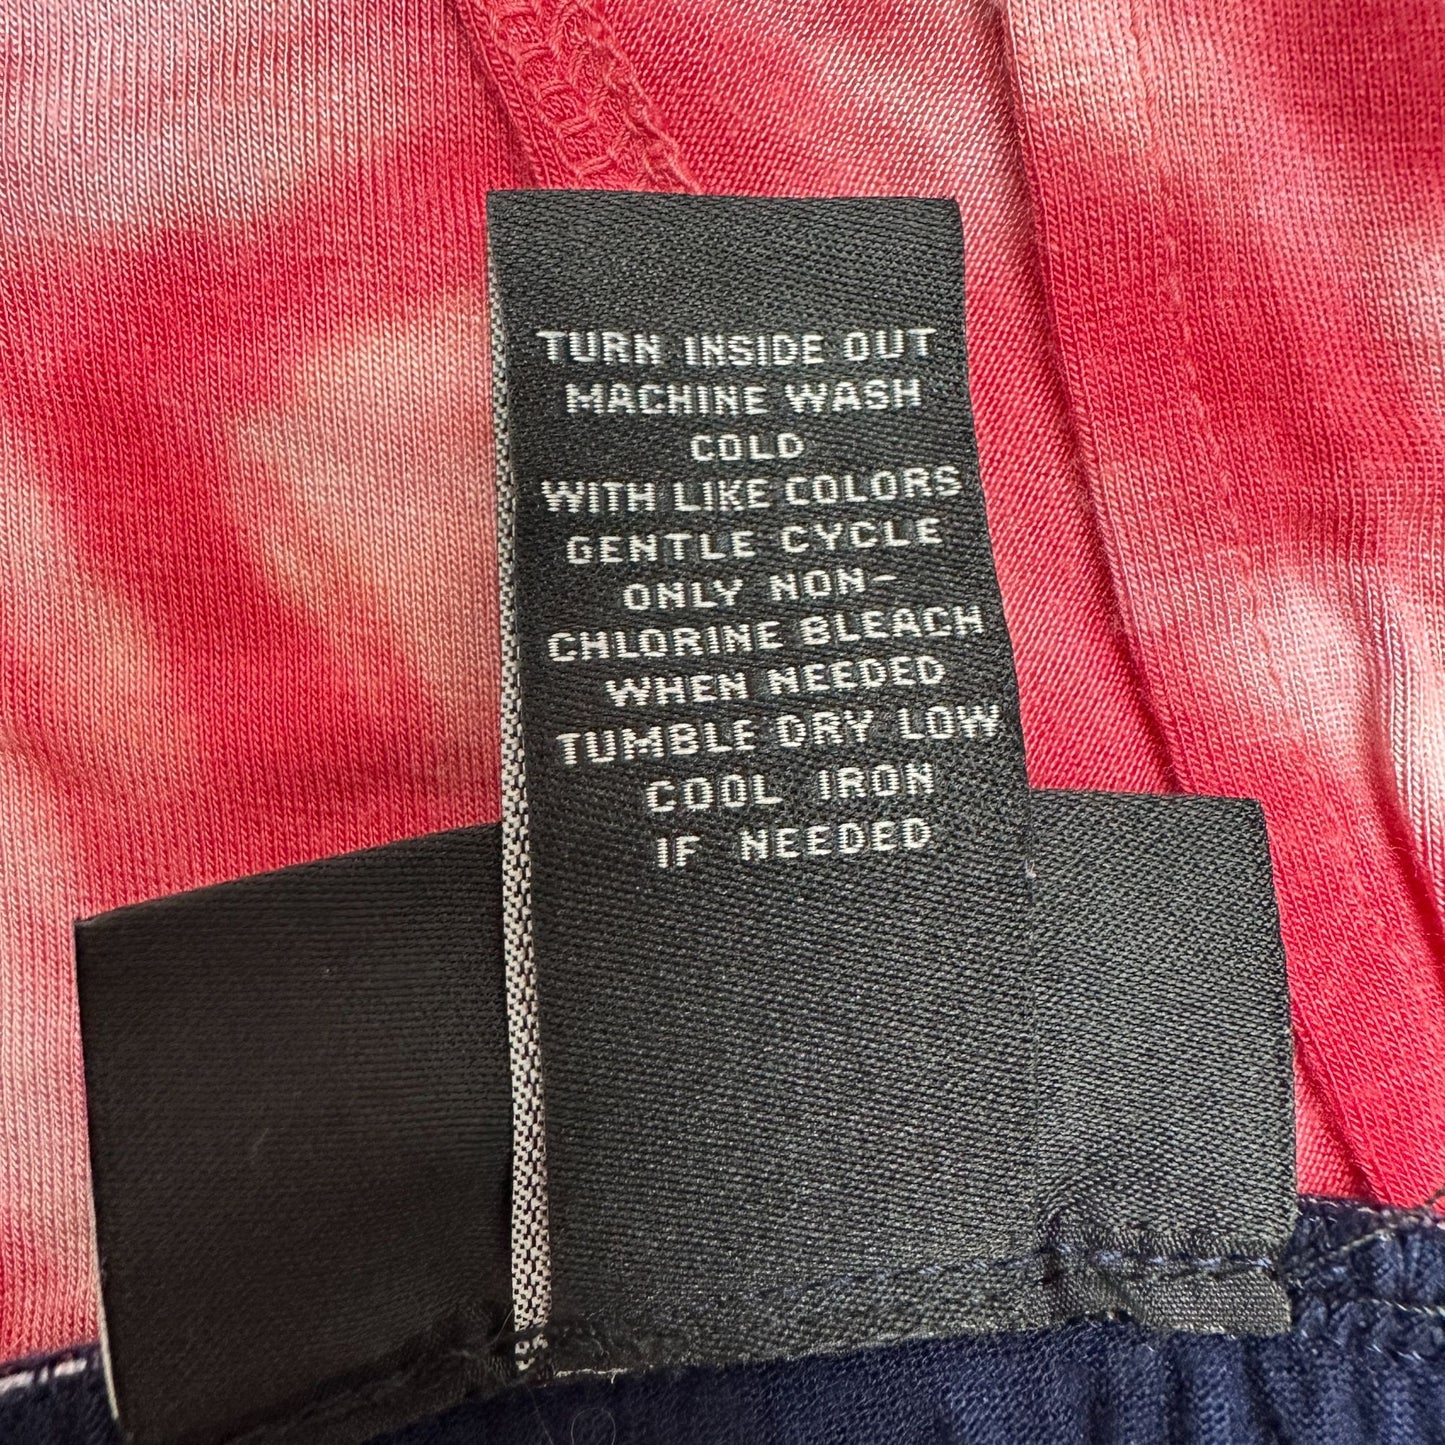 TURN INSIDE OUT
MACHINE WASH
COLD
WITH LIKE COLORS
GENTLE CYCLE
ONLY NON-
CHLORINE BLEACH
WHEN NEEDED
TUMBLE DRY LOW
COOL IRON
IF NEEDED